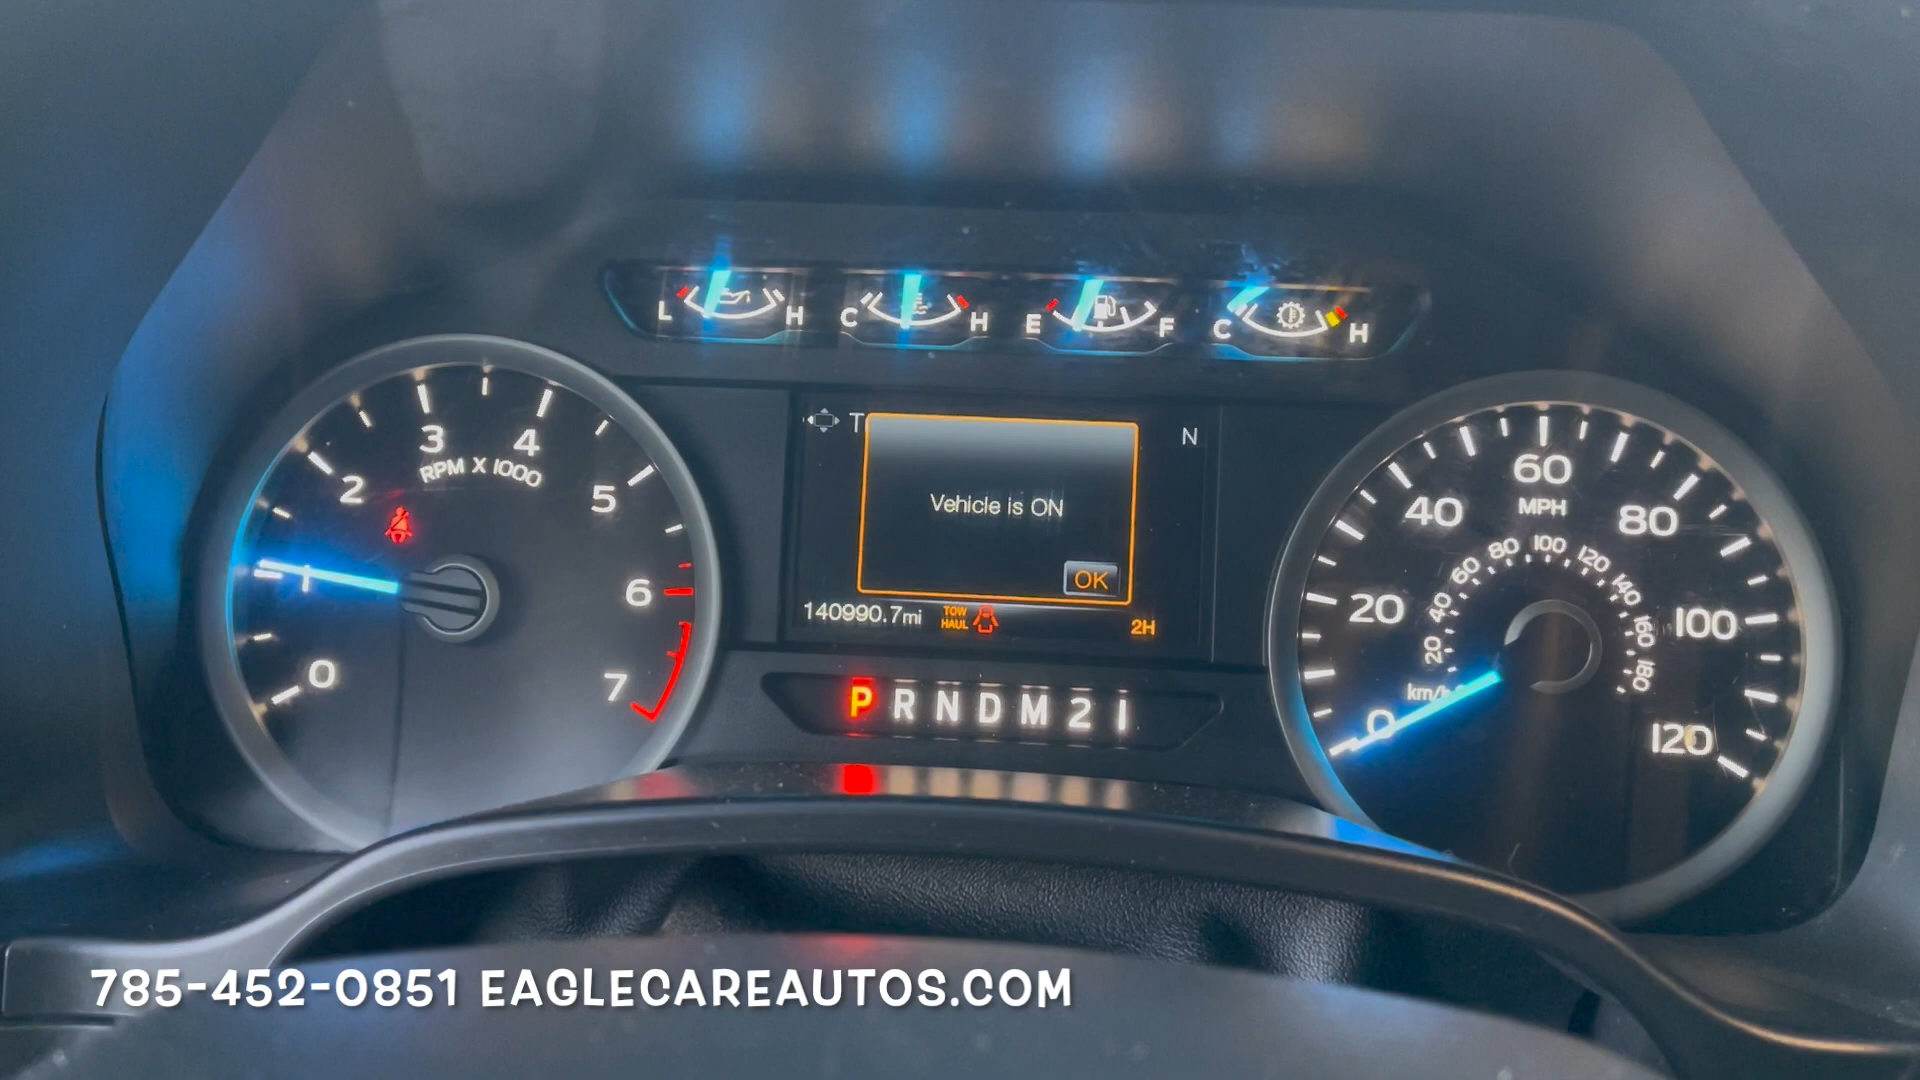 L H C H E F C H
0 1 2 3 4 5 6 7
RPM X 1000
T N
Vehicle is ON
OK
140990.7mi TOW HAUL 2H
P R N D M 2 1
0 20 40 60 80 100 120
MPH
20 40 60 80 100 120 140 160 180
km/h
785-452-0851 EAGLECAREAUTOS.COM